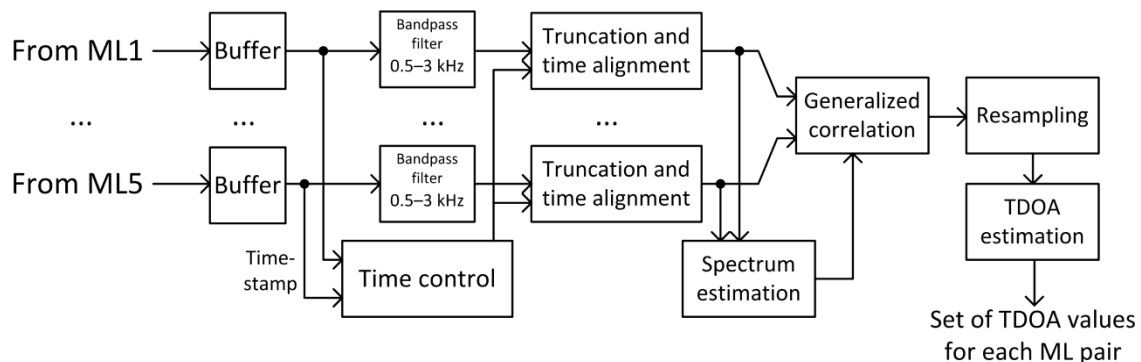 From ML1
Buffer
Bandpass
filter
0.5–3 kHz
Truncation and
time alignment
...
...
...
...
Generalized
correlation
Resampling
From ML5
Buffer
Bandpass
filter
0.5–3 kHz
Truncation and
time alignment
Time-
stamp
Time control
Spectrum
estimation
TDOA
estimation
Set of TDOA values
for each ML pair